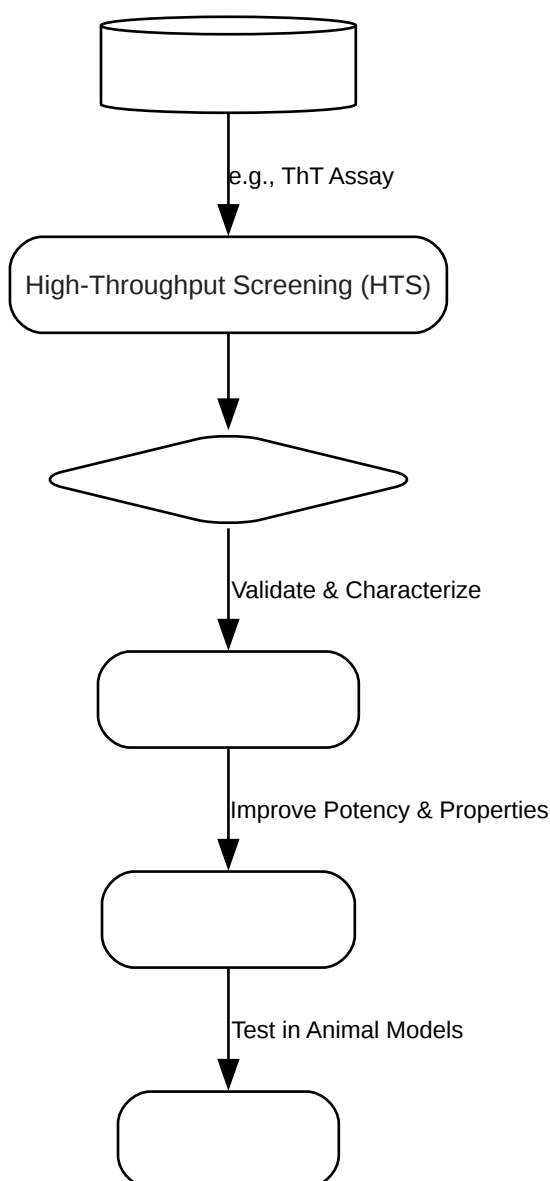 e.g., ThT Assay
High-Throughput Screening (HTS)
Validate & Characterize
Improve Potency & Properties
Test in Animal Models